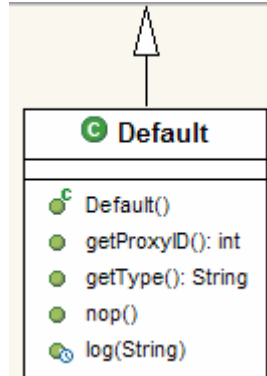 C Default
C Default()
getProxyID(): int
getType(): String
nop()
log(String)